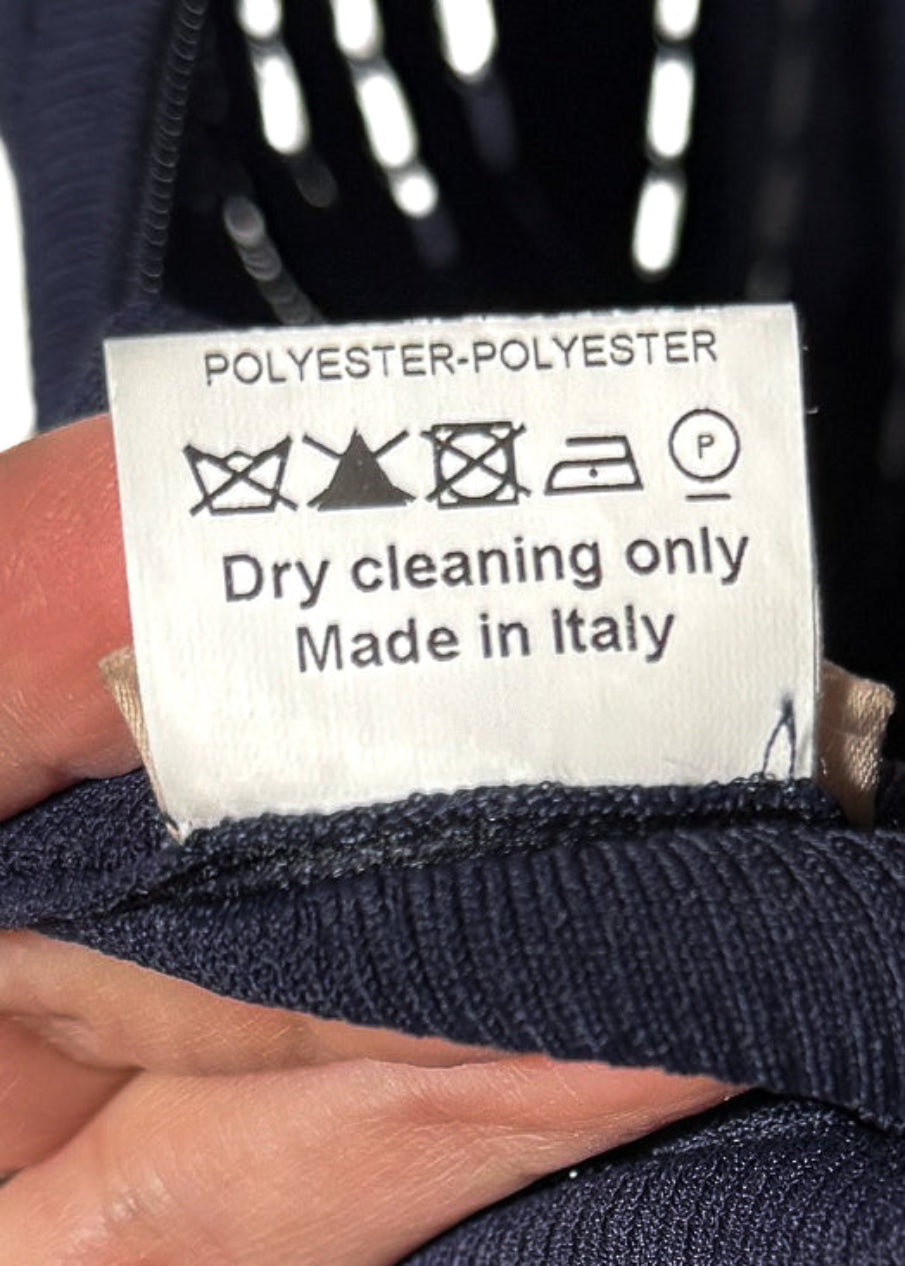 POLYESTER-POLYESTER
P
Dry cleaning only
Made in Italy